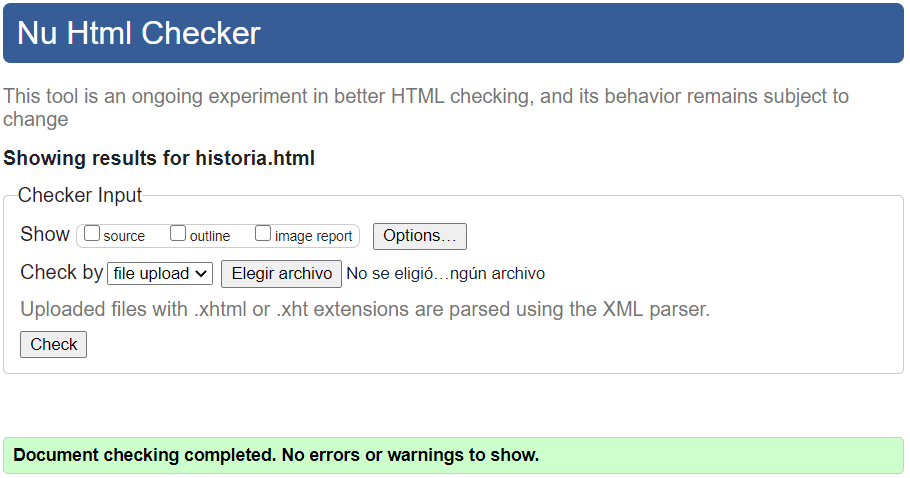 Nu Html Checker
This tool is an ongoing experiment in better HTML checking, and its behavior remains subject to
change
Showing results for historia.html
Checker Input
Show source outline image report Options…
Check by file upload Elegir archivo No se eligió…ngún archivo
Uploaded files with .xhtml or .xht extensions are parsed using the XML parser.
Check
Document checking completed. No errors or warnings to show.